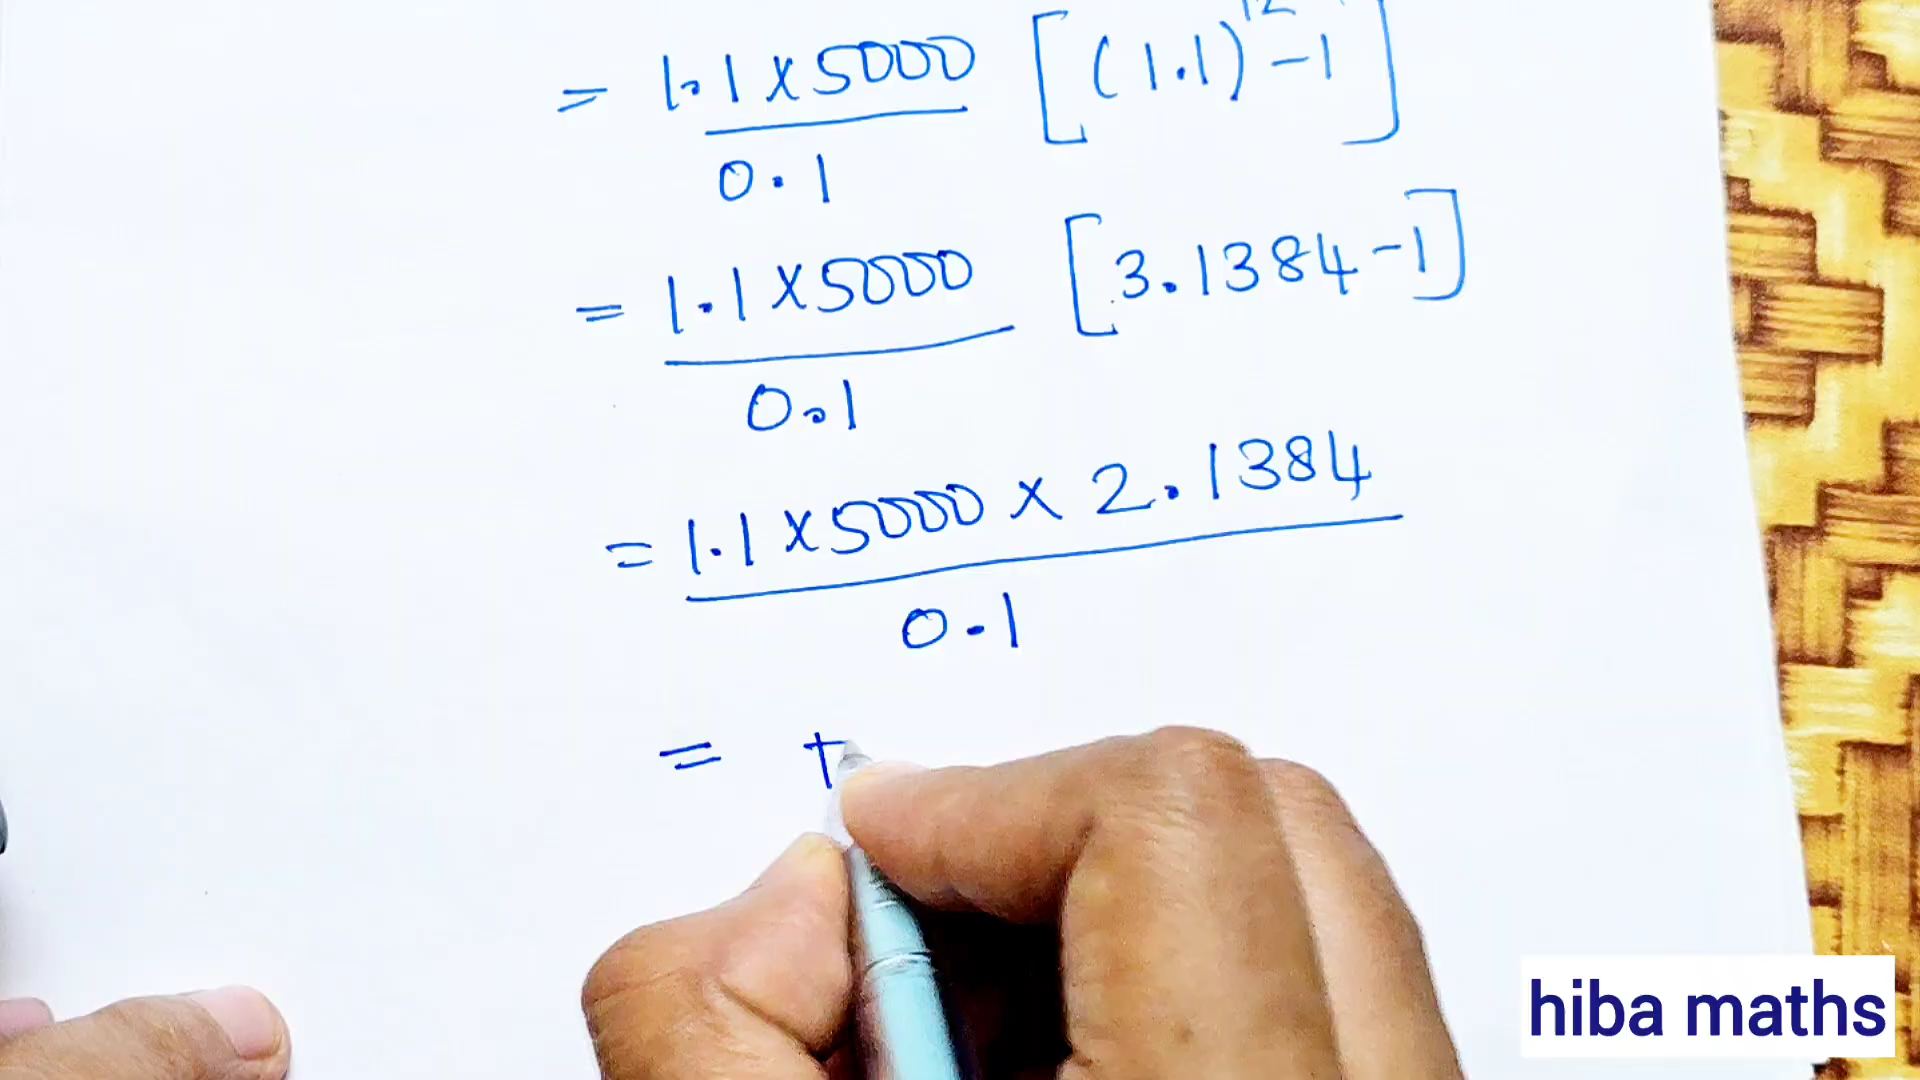 = 1.1 × 5000 / 0.1 [(1.1)^12 - 1]
= 1.1 × 5000 / 0.1 [3.1384 - 1]
= 1.1 × 5000 × 2.1384 / 0.1
=
hiba maths